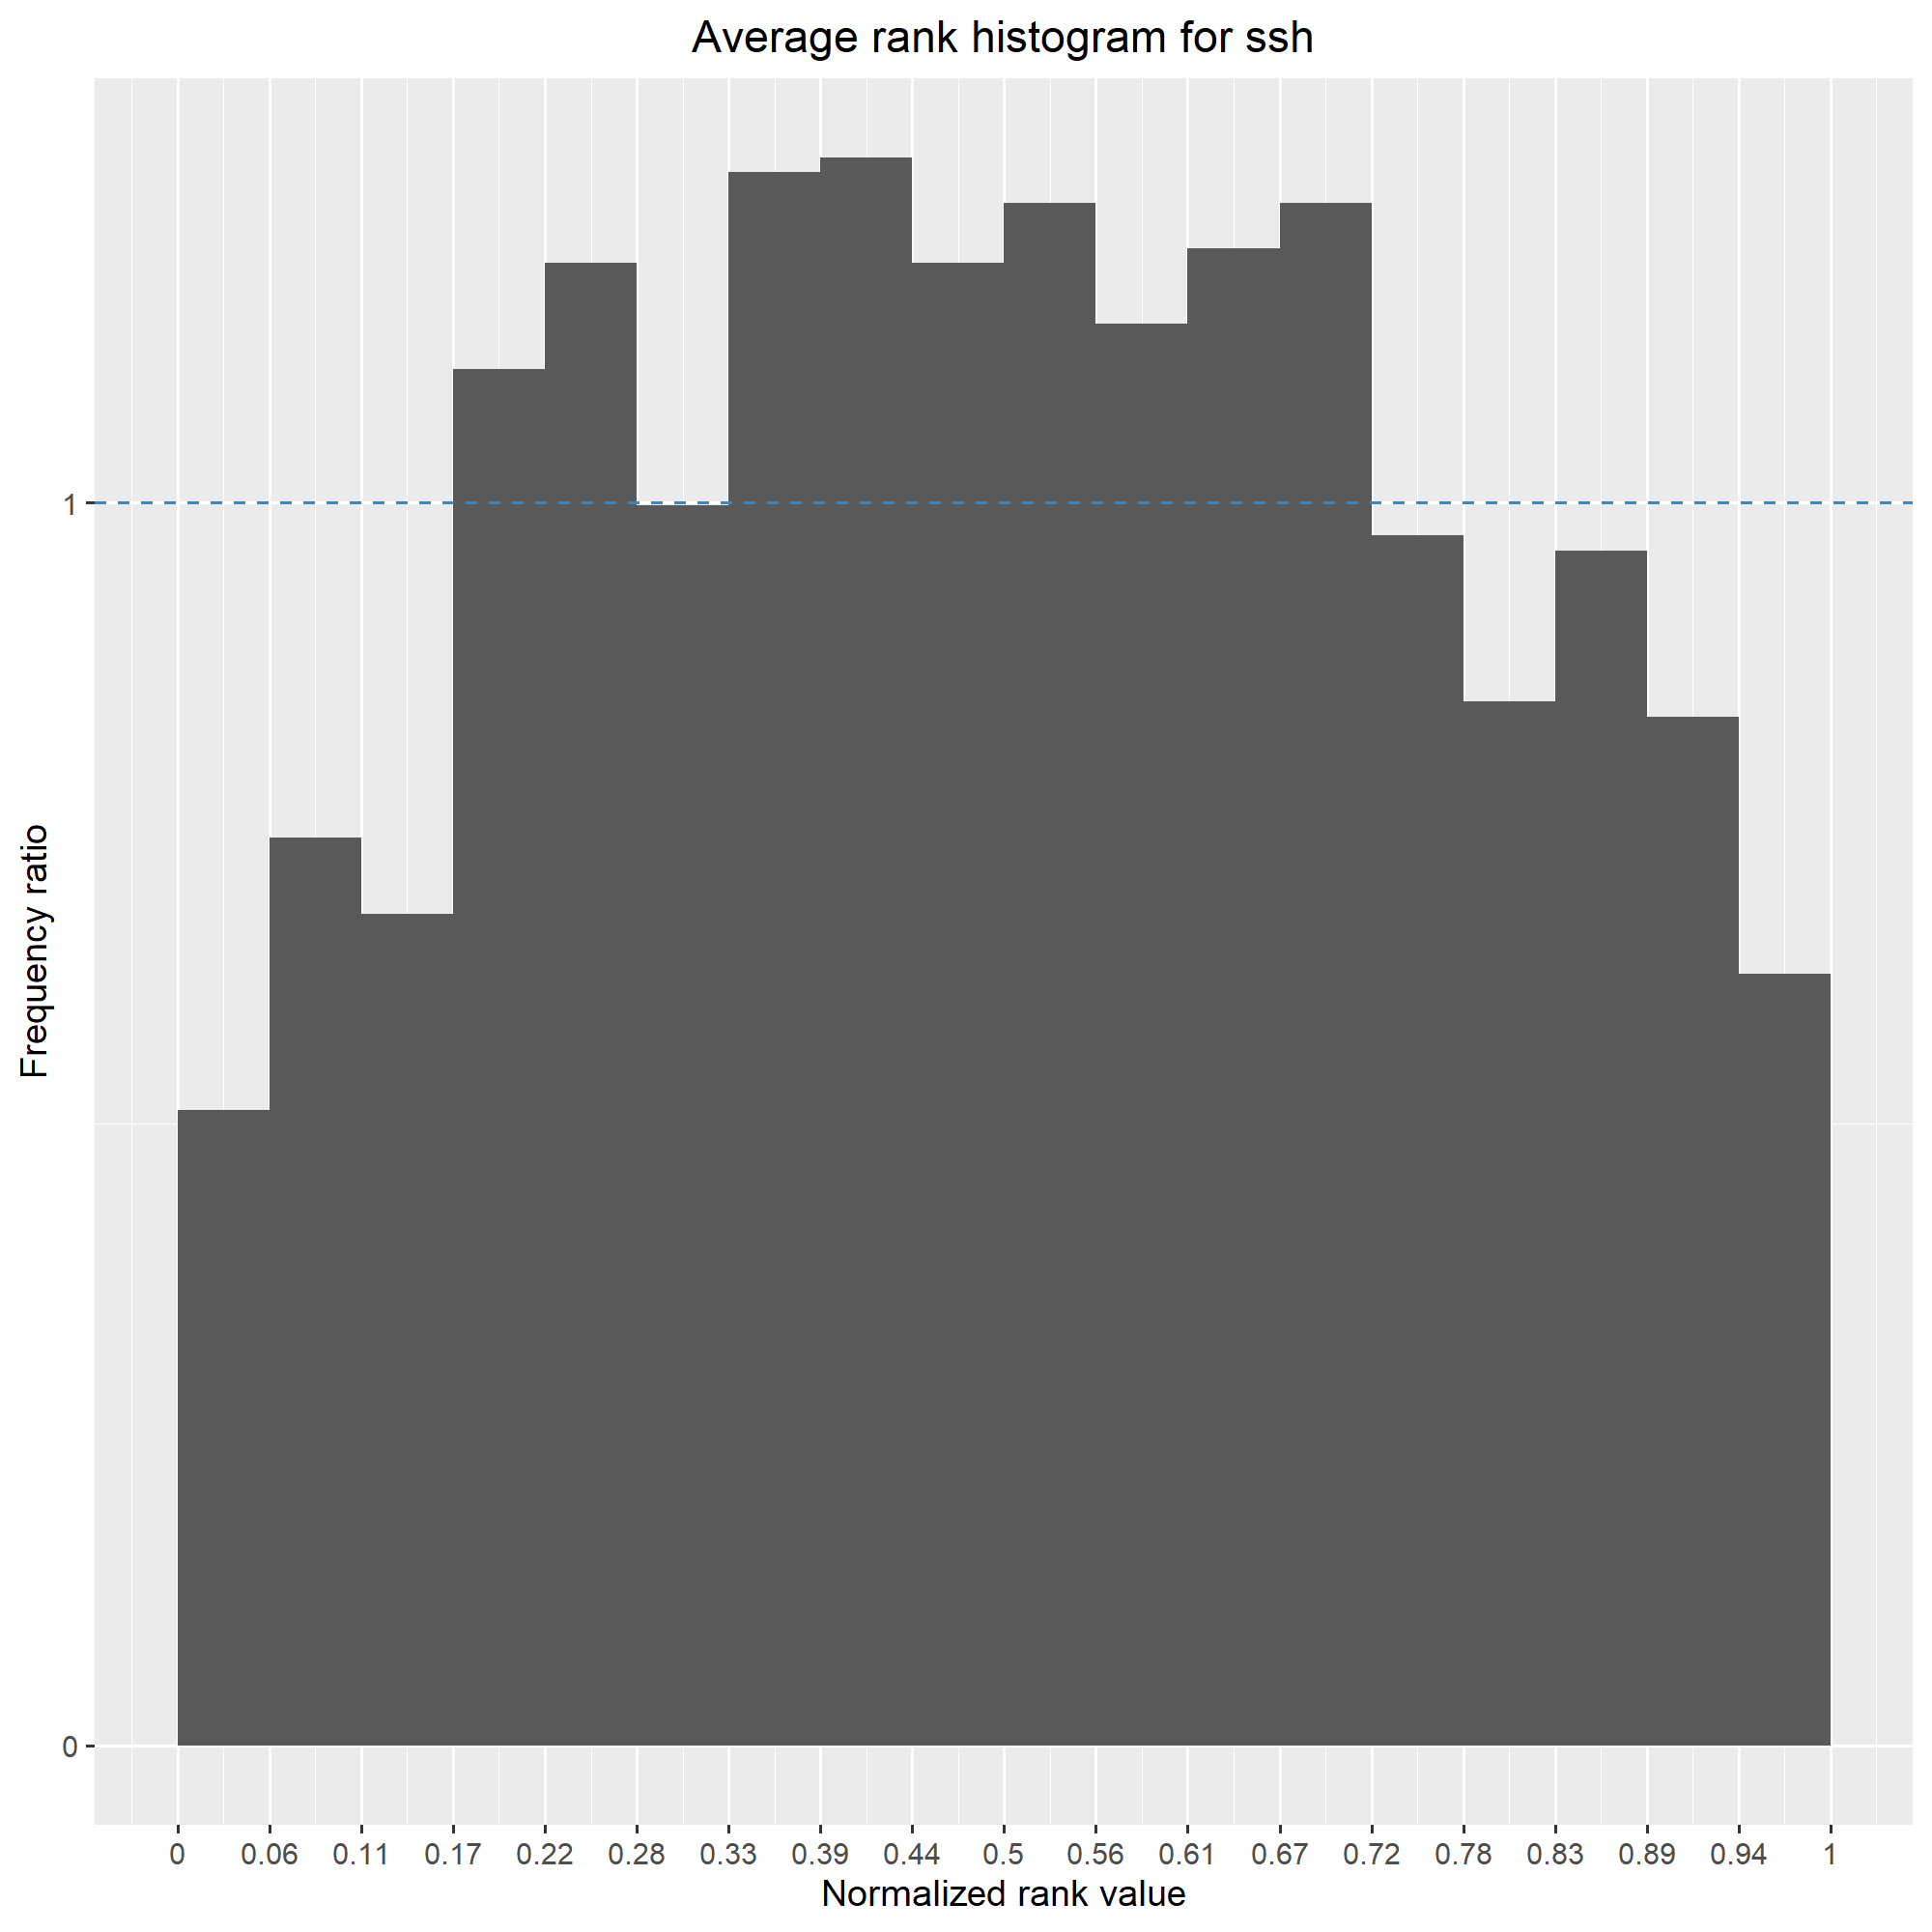 Average rank histogram for ssh
Frequency ratio
1
0
0 0.06 0.11 0.17 0.22 0.28 0.33 0.39 0.44 0.5 0.56 0.61 0.67 0.72 0.78 0.83 0.89 0.94 1
Normalized rank value